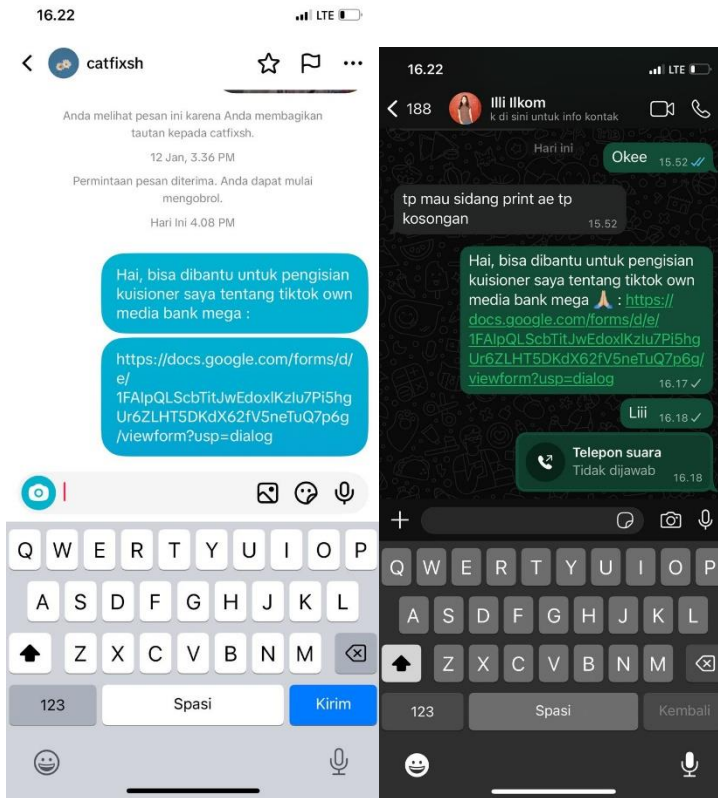 16.22
LTE
catfixsh
Anda melihat pesan ini karena Anda membagikan
tautan kepada catfixsh.
12 Jan, 3.36 PM
Permintaan pesan diterima. Anda dapat mulai
mengobrol.
Hari Ini 4.08 PM
Hai, bisa dibantu untuk pengisian
kuisioner saya tentang tiktok own
media bank mega :
https://docs.google.com/forms/d/
e/
1FAIpQLScbTitJwEdoxlKzlu7Pi5hg
Ur6ZLHT5DKdX62fV5neTuQ7p6g
/viewform?usp=dialog
Q W E R T Y U I O P
A S D F G H J K L
Z X C V B N M
123 Spasi Kirim
16.22
LTE
188
Illi Ilkom
k di sini untuk info kontak
Hari ini
Okee 15.52
tp mau sidang print ae tp
kosongan 15.52
Hai, bisa dibantu untuk pengisian
kuisioner saya tentang tiktok own
media bank mega 🙏🏼 : https://
docs.google.com/forms/d/e/
1FAIpQLScbTitJwEdoxlKzlu7Pi5hg
Ur6ZLHT5DKdX62fV5neTuQ7p6g/
viewform?usp=dialog 16.17
Liii 16.18
Telepon suara
Tidak dijawab 16.18
Q W E R T Y U I O P
A S D F G H J K L
Z X C V B N M
123 Spasi Kembali